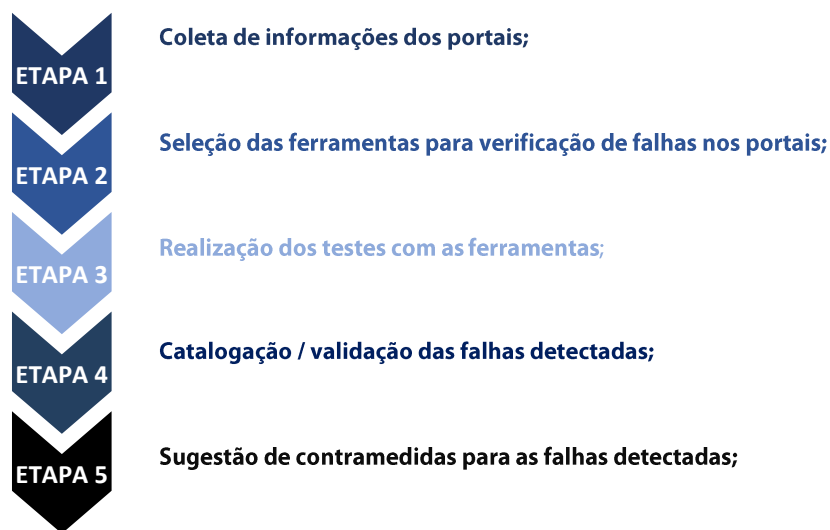 ETAPA 1
Coleta de informações dos portais;
ETAPA 2
Seleção das ferramentas para verificação de falhas nos portais;
ETAPA 3
Realização dos testes com as ferramentas;
ETAPA 4
Catalogação / validação das falhas detectadas;
ETAPA 5
Sugestão de contramedidas para as falhas detectadas;